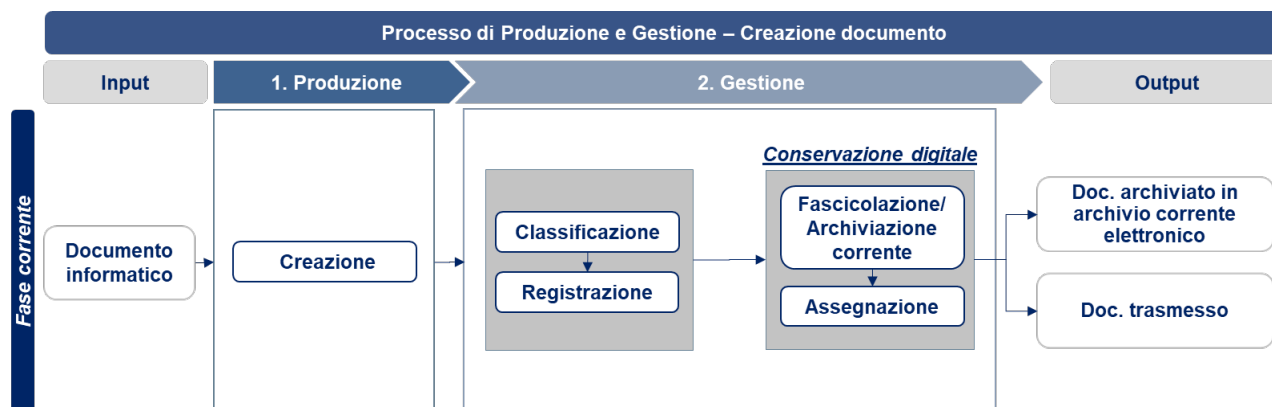 Processo di Produzione e Gestione – Creazione documento
Input
1. Produzione
2. Gestione
Output
Fase corrente
Documento
informatico
Creazione
Classificazione
Registrazione
Conservazione digitale
Fascicolazione/
Archiviazione
corrente
Assegnazione
Doc. archiviato in
archivio corrente
elettronico
Doc. trasmesso